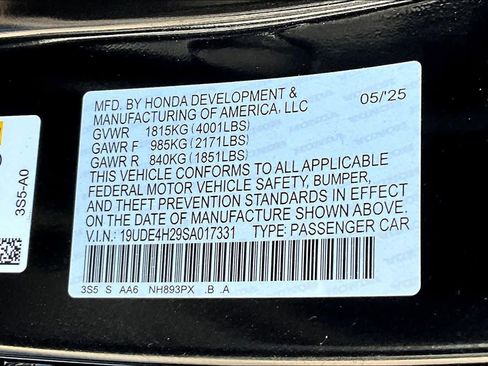 MFD. BY HONDA DEVELOPMENT & 05/'25
MANUFACTURING OF AMERICA, LLC
GVWR 1815KG (4001LBS)
GAWR F 985KG (2171LBS)
GAWR R 840KG (1851LBS)
THIS VEHICLE CONFORMS TO ALL APPLICABLE
FEDERAL MOTOR VEHICLE SAFETY, BUMPER,
AND THEFT PREVENTION STANDARDS IN EFFECT
ON THE DATE OF MANUFACTURE SHOWN ABOVE.
V.I.N.: 19UDE4H29SA017331 TYPE: PASSENGER CAR
3S5 S AA6 NH893PX .B .A
3S5-A0